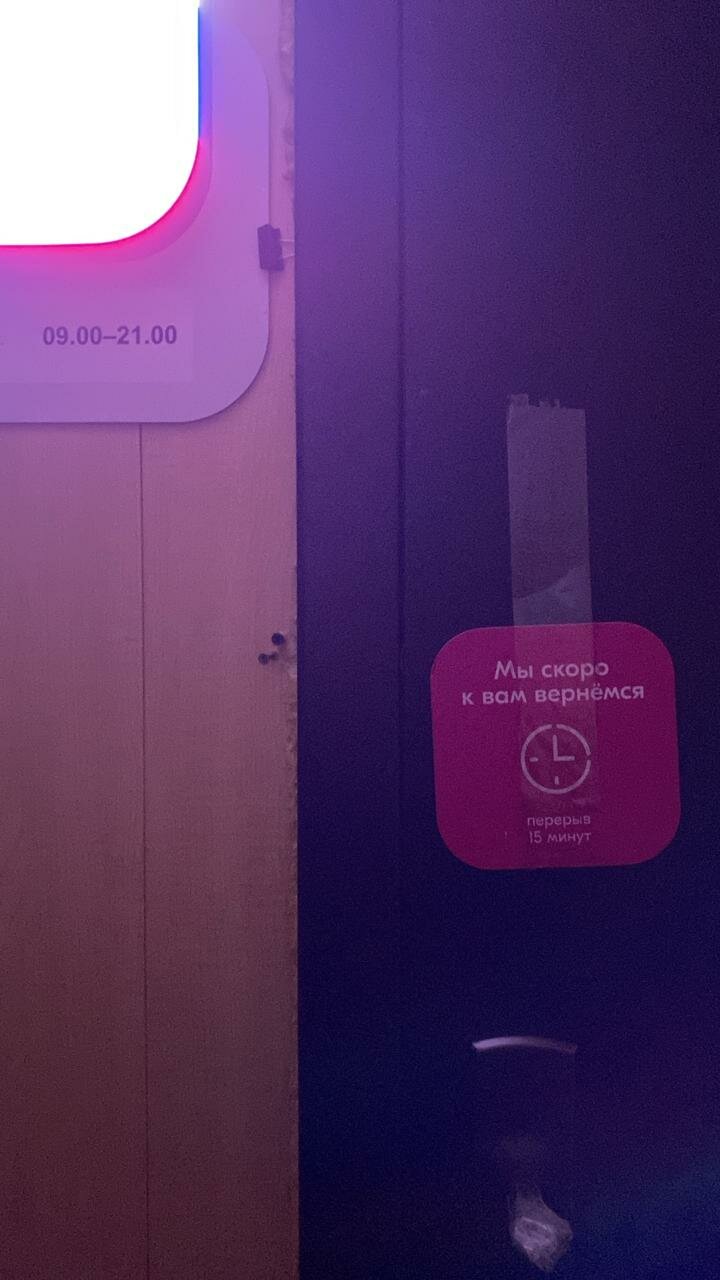 09.00–21.00
Мы скоро
к вам вернёмся
перерыв
15 минут